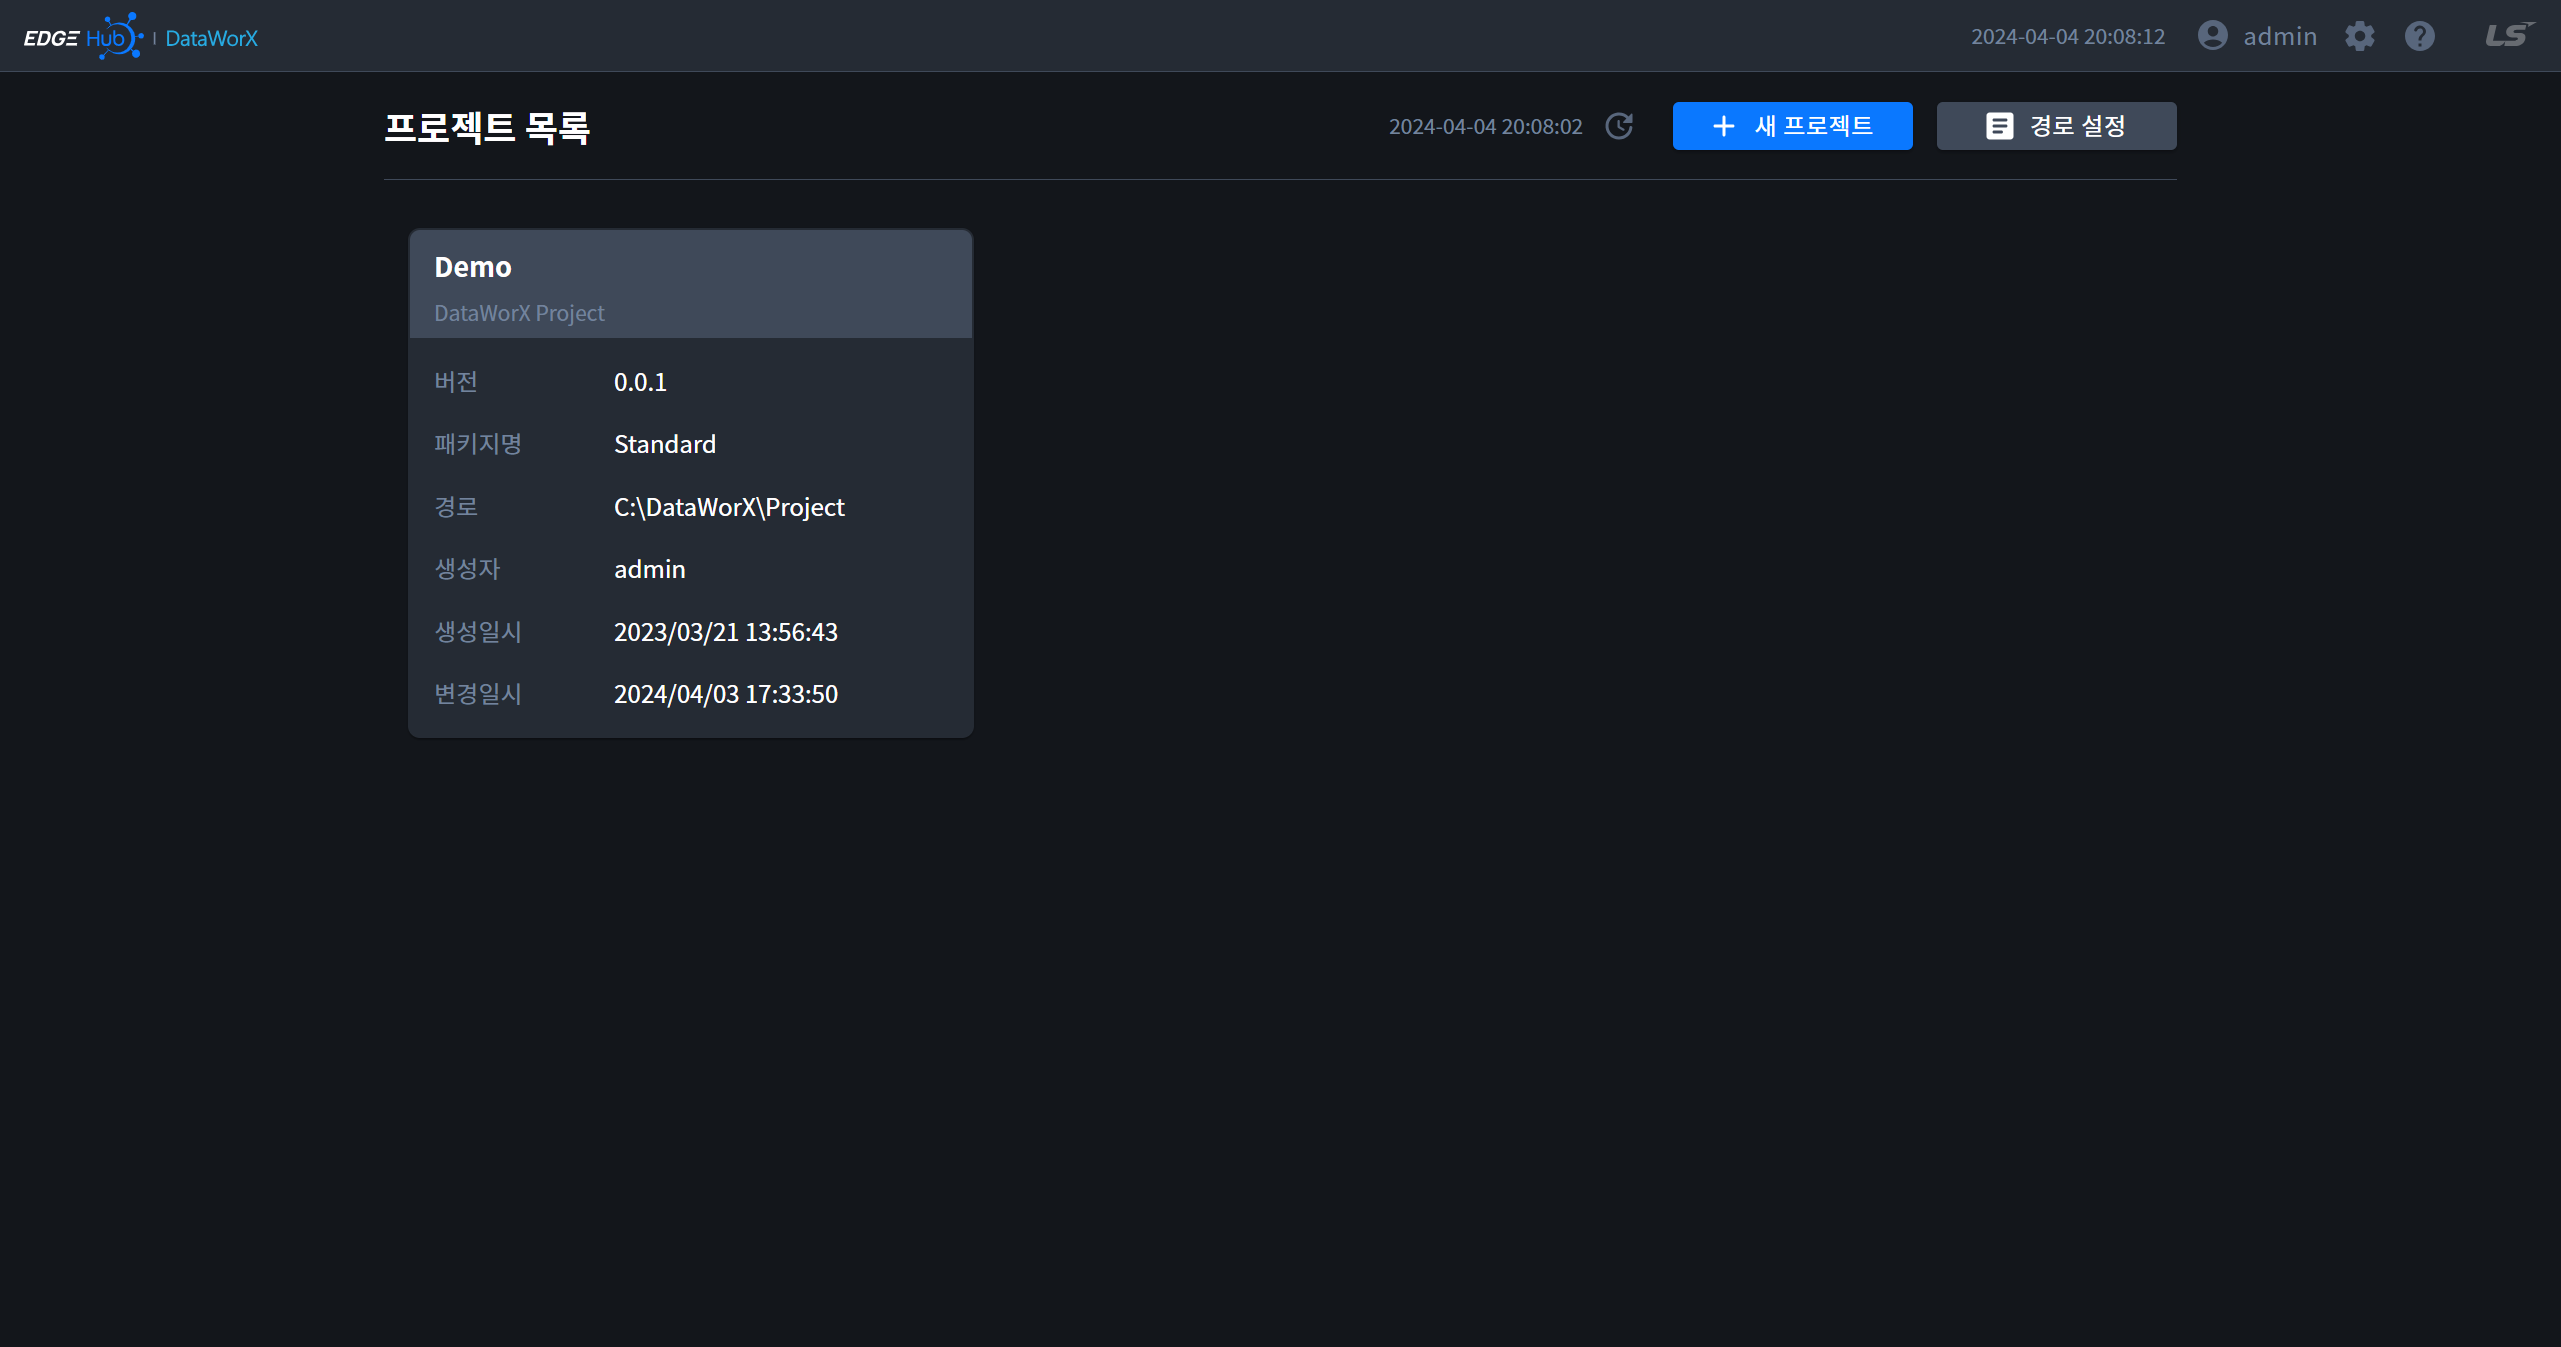 EDGE Hub | DataWorX
2024-04-04 20:08:12
admin
LS
프로젝트 목록
2024-04-04 20:08:02
새 프로젝트
경로 설정
Demo
DataWorX Project
버전 0.0.1
패키지명 Standard
경로 C:\DataWorX\Project
생성자 admin
생성일시 2023/03/21 13:56:43
변경일시 2024/04/03 17:33:50